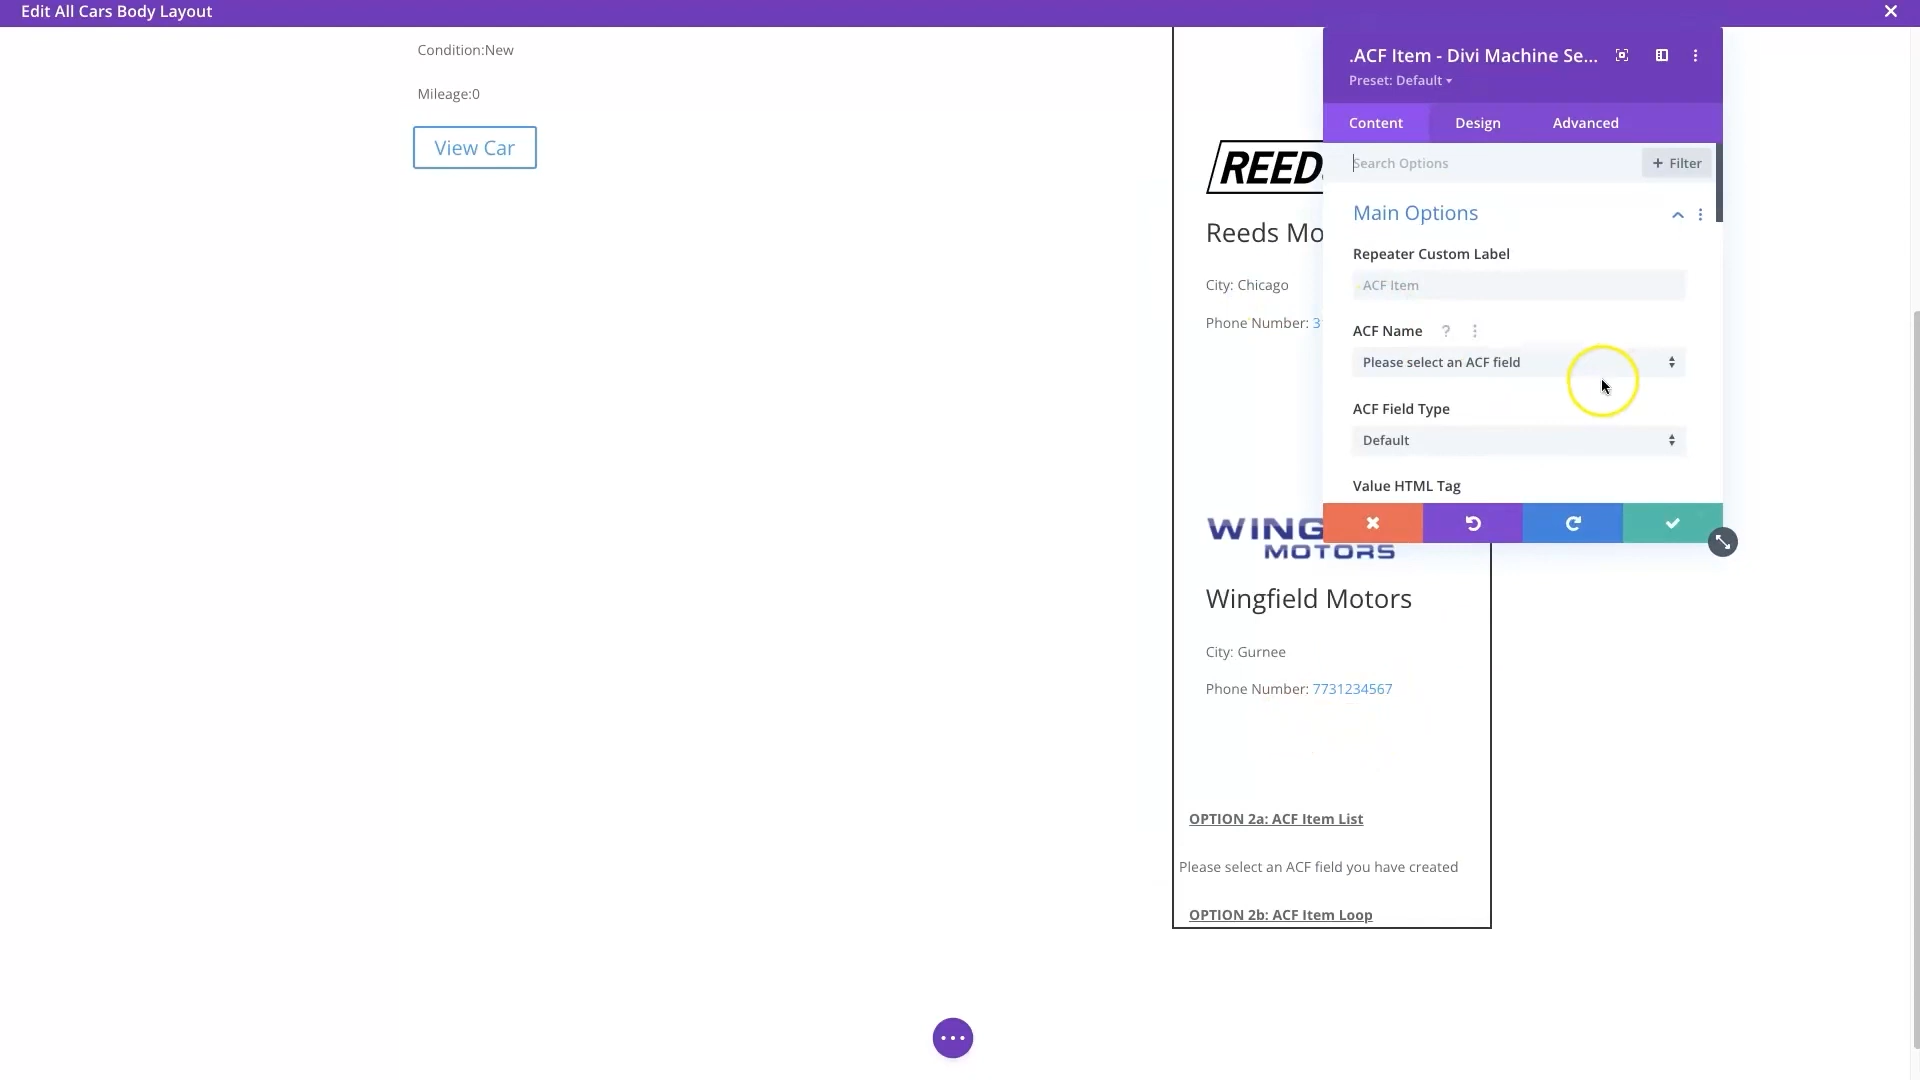 Edit All Cars Body Layout
Condition:New
Mileage:0
View Car
REED
Reeds Mo
City: Chicago
Phone Number: 3
WING
MOTORS
Wingfield Motors
City: Gurnee
Phone Number: 7731234567
OPTION 2a: ACF Item List
Please select an ACF field you have created
OPTION 2b: ACF Item Loop
.ACF Item - Divi Machine Se...
Preset: Default
Content Design Advanced
Search Options
+ Filter
Main Options
Repeater Custom Label
ACF Item
ACF Name ?
Please select an ACF field
ACF Field Type
Default
Value HTML Tag